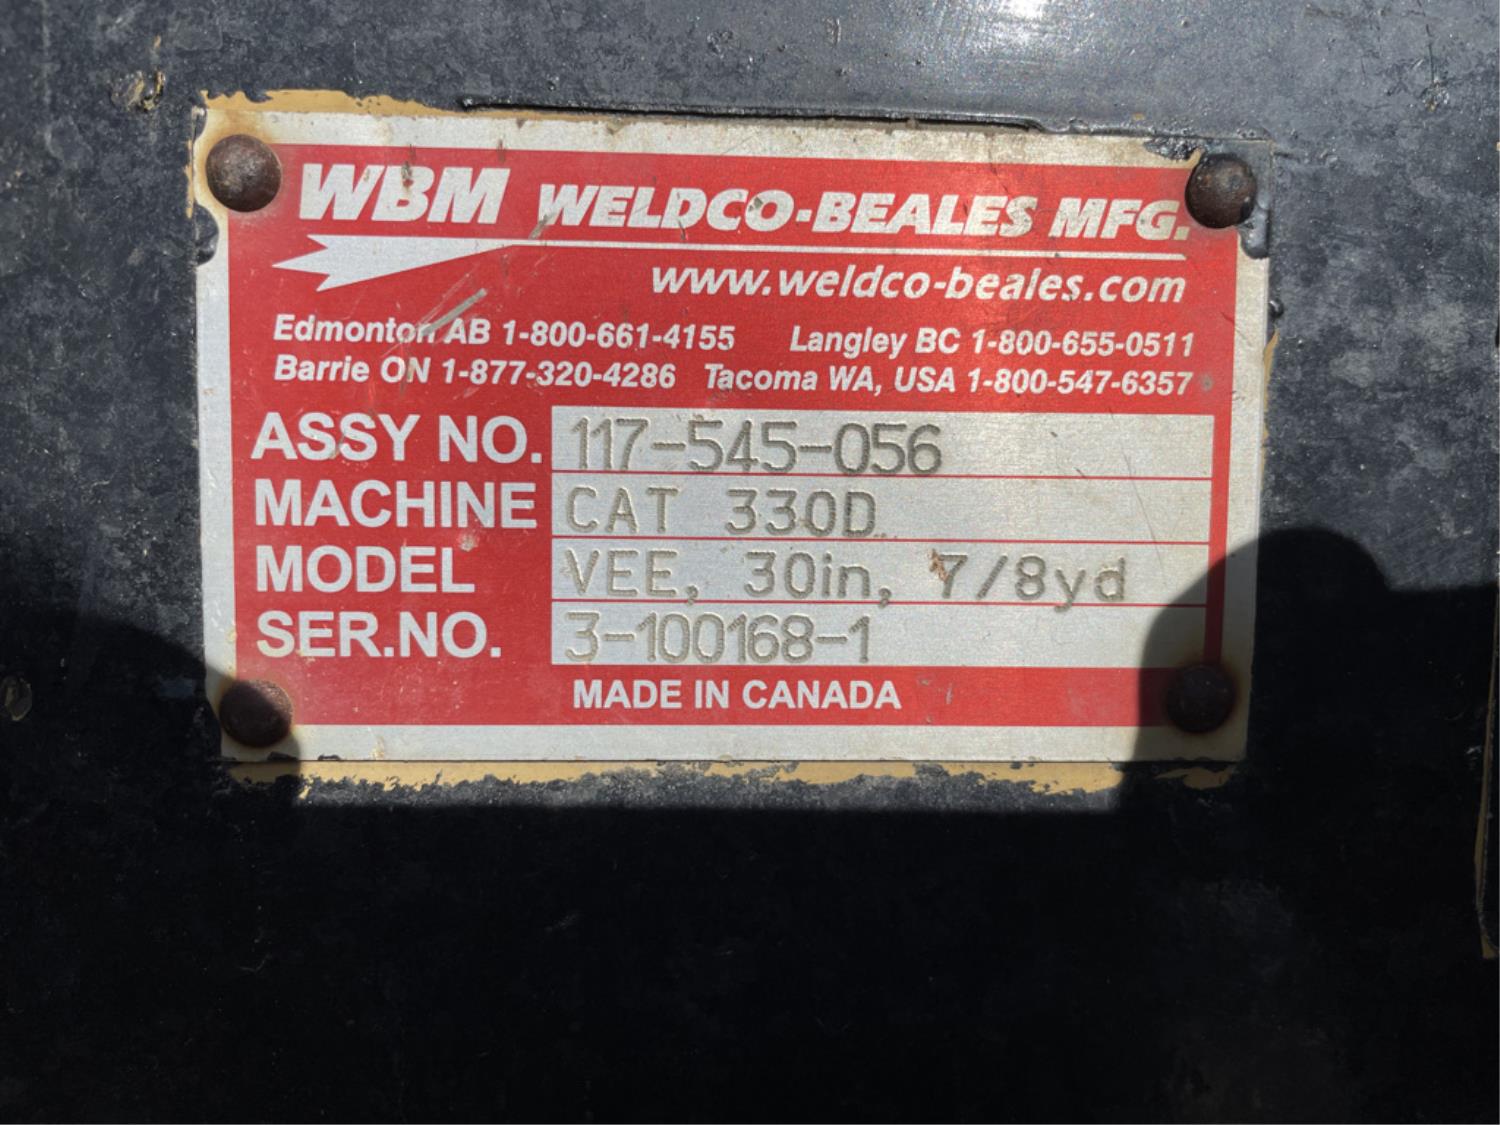 WBM WELDCO-BEALES MFG.
www.weldco-beales.com
Edmonton AB 1-800-661-4155 Langley BC 1-800-655-0511
Barrie ON 1-877-320-4286 Tacoma WA, USA 1-800-547-6357
ASSY NO. 117-545-056
MACHINE CAT 330D
MODEL VEE, 30in, 7/8yd
SER.NO. 3-100168-1
MADE IN CANADA